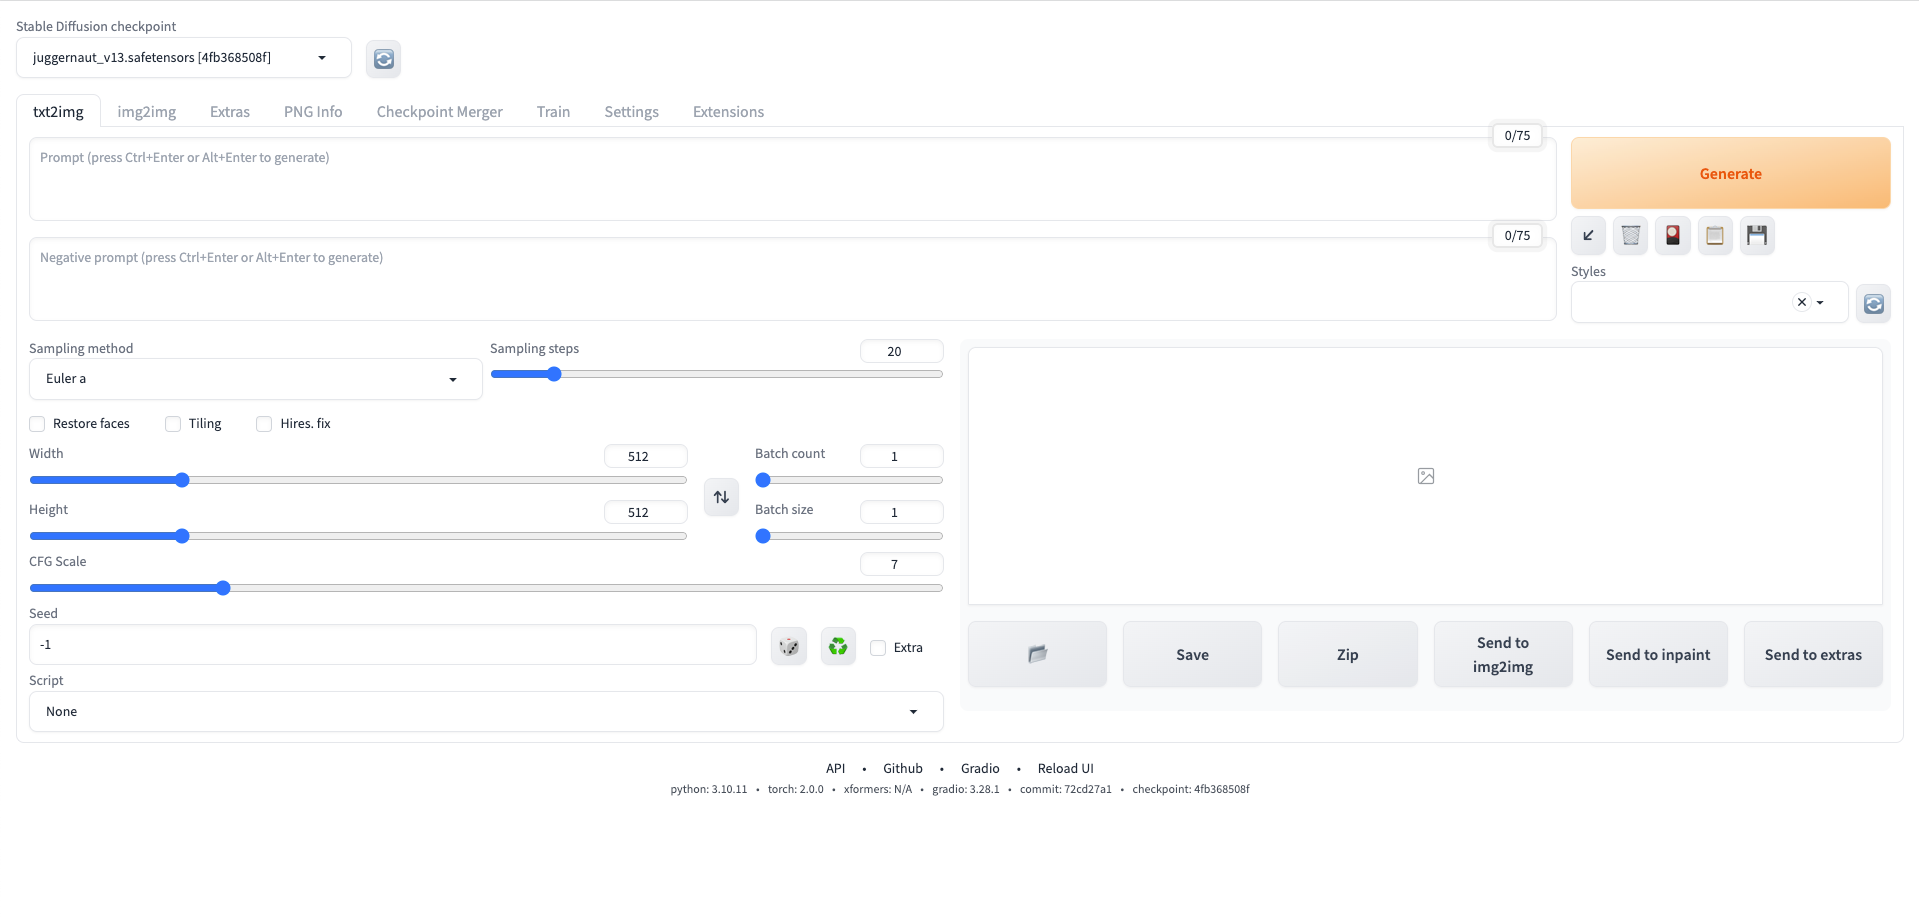 Stable Diffusion checkpoint
juggernaut_v13.safetensors [4fb368508f]
txt2img img2img Extras PNG Info Checkpoint Merger Train Settings Extensions
0/75
Prompt (press Ctrl+Enter or Alt+Enter to generate)
Generate
0/75
Negative prompt (press Ctrl+Enter or Alt+Enter to generate)
Styles
Sampling method
Euler a
Sampling steps
20
Restore faces Tiling Hires. fix
Width
512
Batch count
1
Height
512
Batch size
1
CFG Scale
7
Seed
-1
Extra
Script
None
Save
Zip
Send to
img2img
Send to inpaint
Send to extras
API • Github • Gradio • Reload UI
python: 3.10.11 • torch: 2.0.0 • xformers: N/A • gradio: 3.28.1 • commit: 72cd27a1 • checkpoint: 4fb368508f